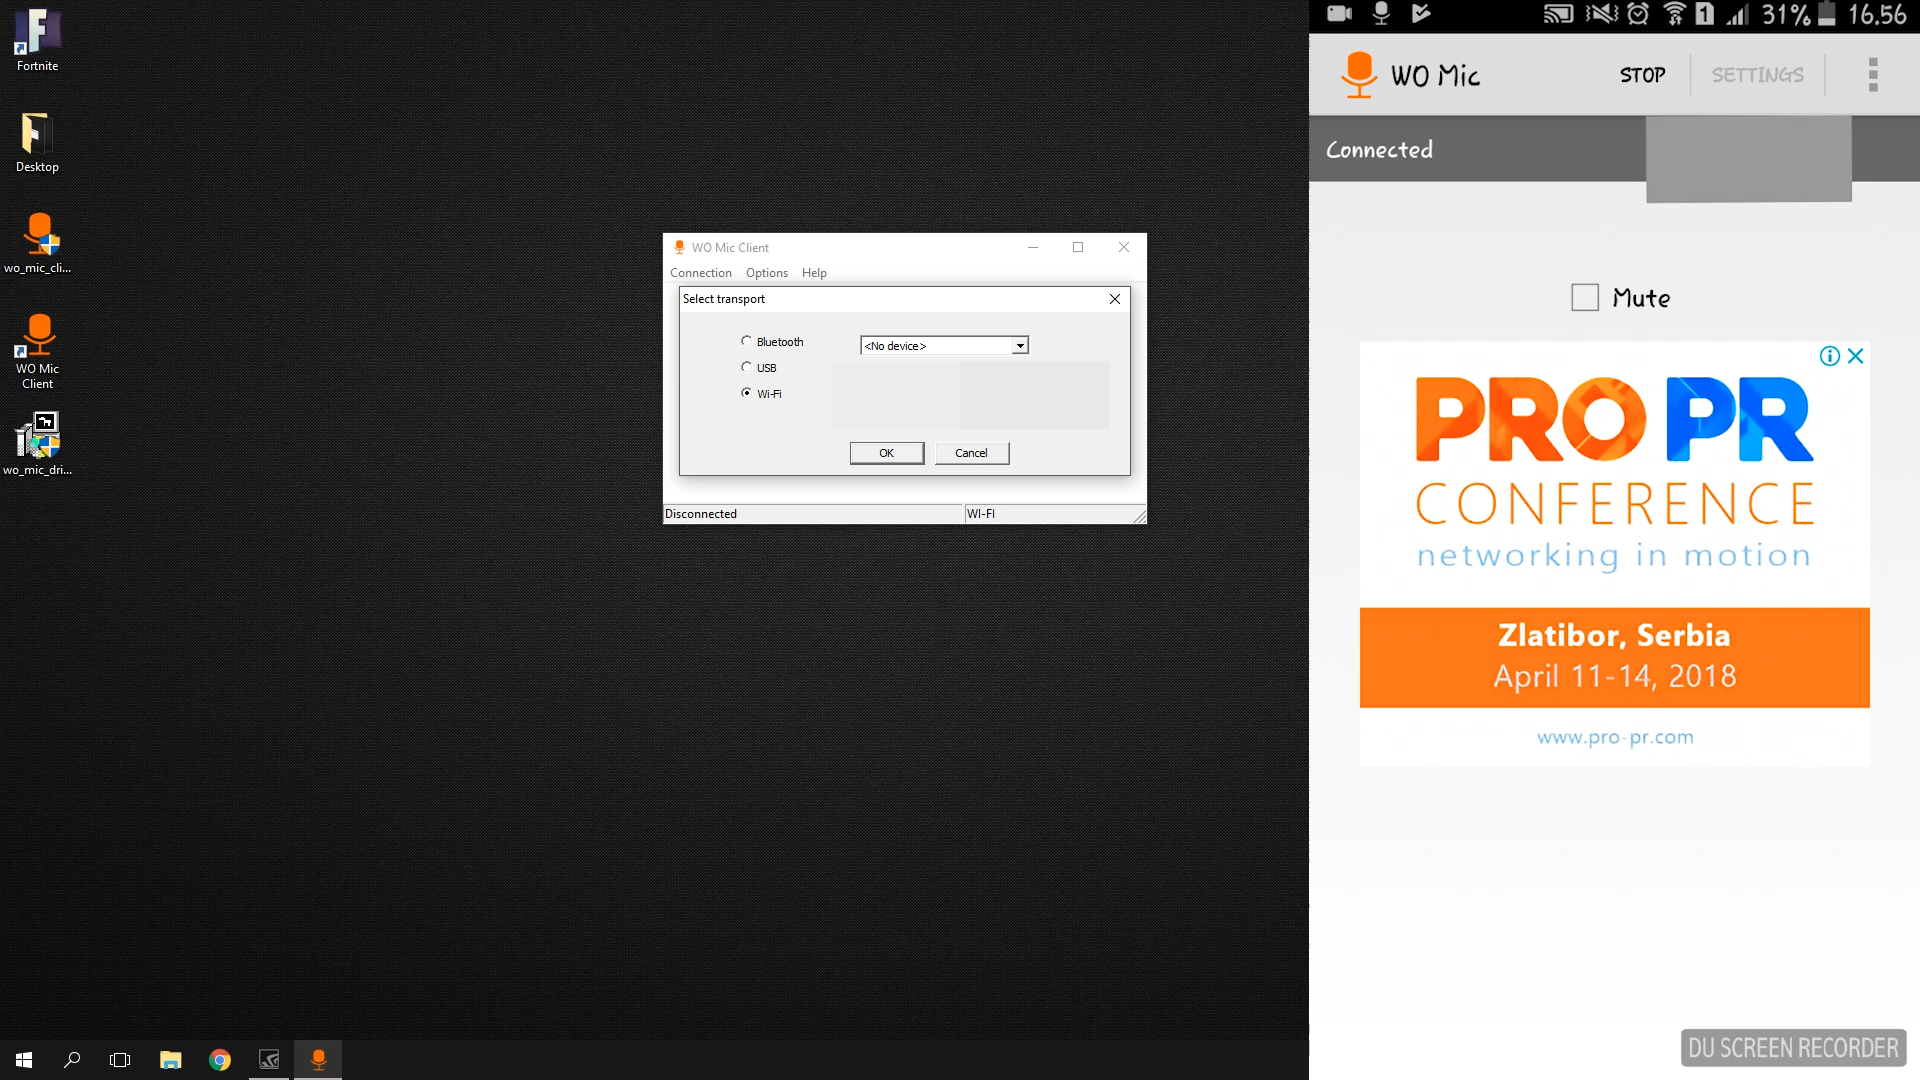 Fortnite
Desktop
wo_mic_cli...
WO Mic
Client
wo_mic_dri...
WO Mic Client
Connection Options Help
Select transport
Bluetooth
<No device>
USB
Wi-Fi
OK Cancel
Disconnected WI-FI
1 31% 16.56
WO Mic STOP SETTINGS
Connected
Mute
PRO PR
CONFERENCE
networking in motion
Zlatibor, Serbia
April 11-14, 2018
www.pro-pr.com
DU SCREEN RECORDER